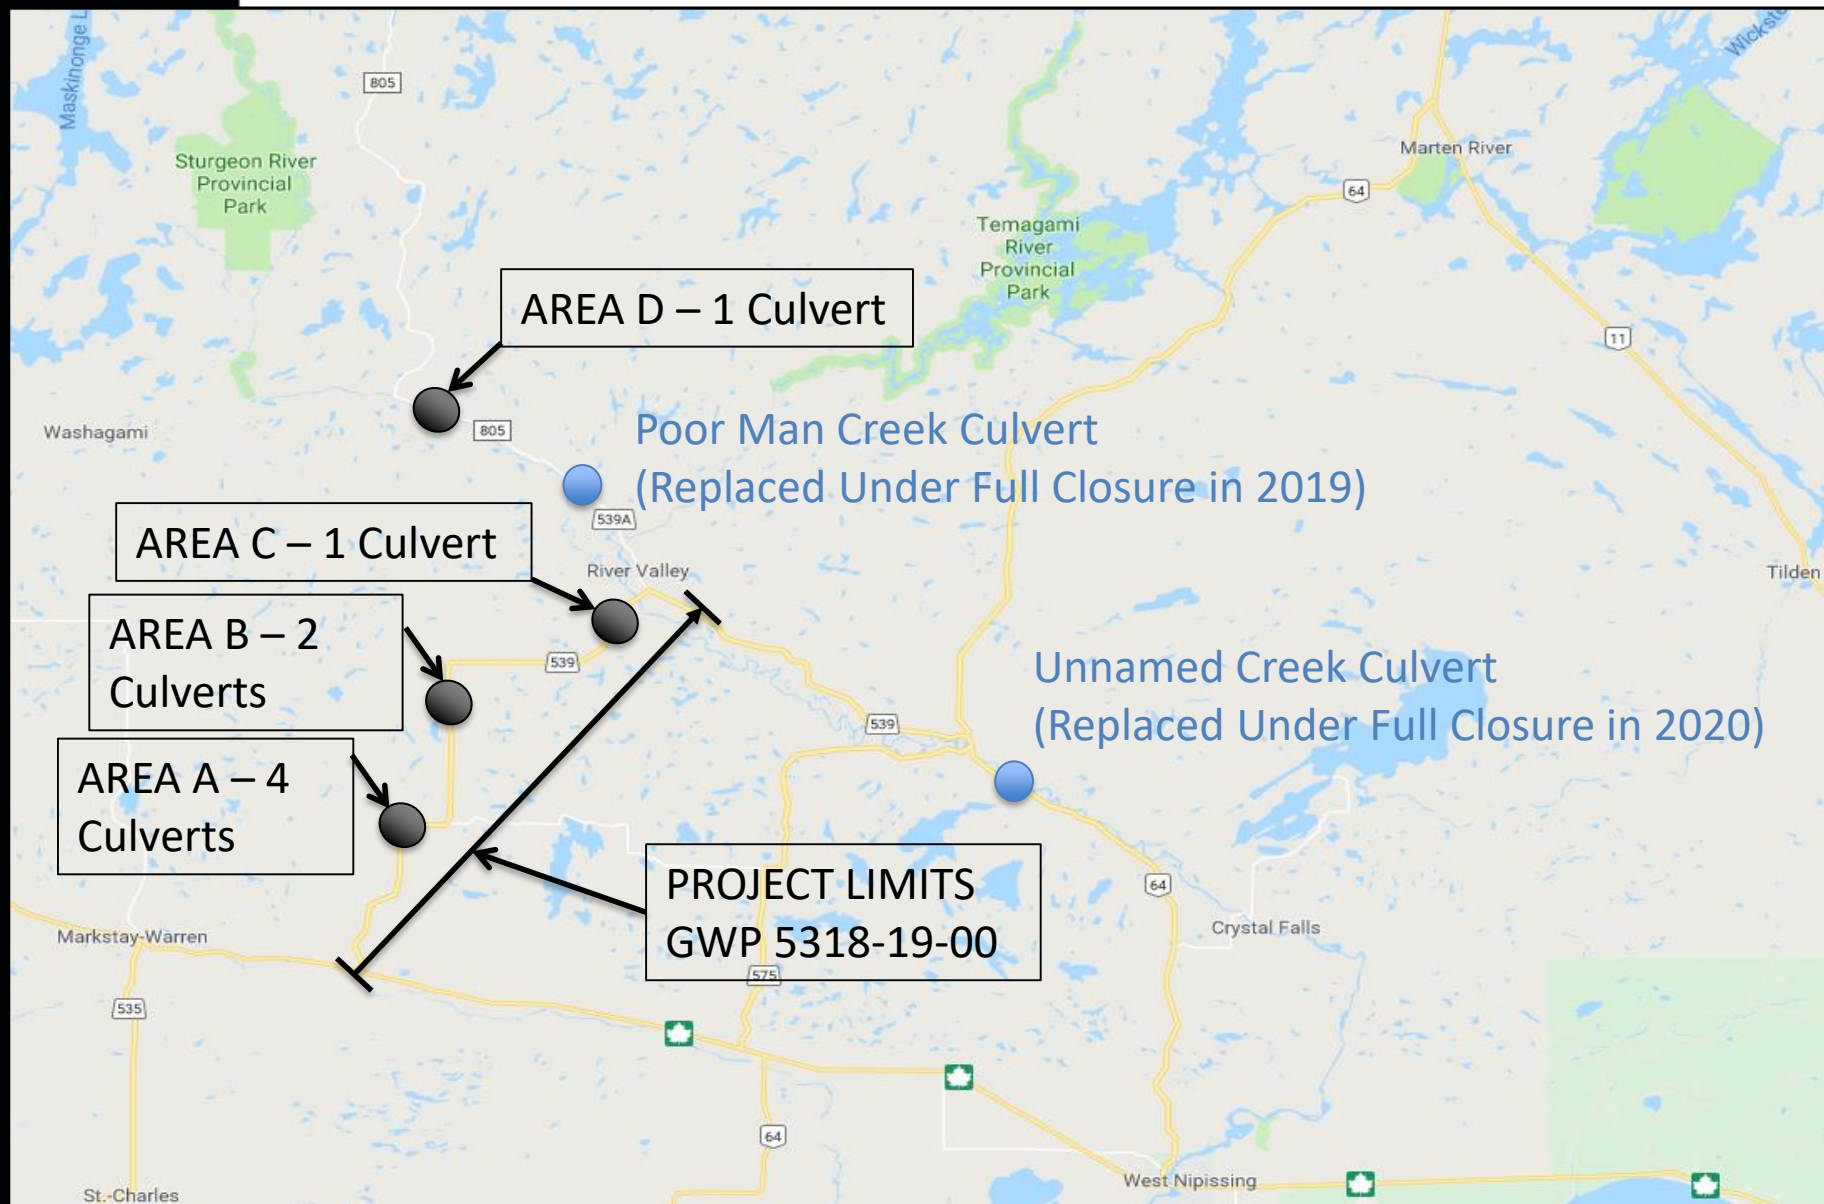 Maskinonge L
805
Wickste
Sturgeon River
Provincial
Park
Marten River
64
Temagami
River
Provincial
Park
AREA D – 1 Culvert
11
Washagami
805
Poor Man Creek Culvert
(Replaced Under Full Closure in 2019)
539A
AREA C – 1 Culvert
River Valley
Tilden
AREA B – 2
Culverts
539
Unnamed Creek Culvert
(Replaced Under Full Closure in 2020)
539
AREA A – 4
Culverts
PROJECT LIMITS
GWP 5318-19-00
64
Crystal Falls
Markstay-Warren
575
535
64
West Nipissing
St.-Charles